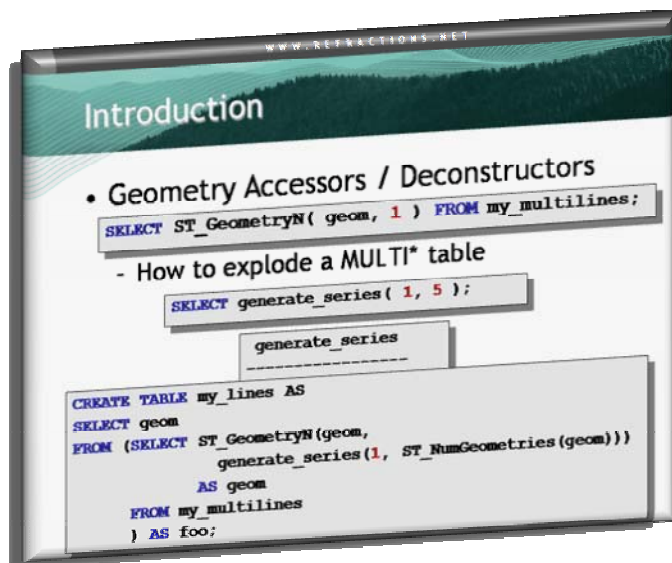 WWW.REFRACTIONS.NET
Introduction
• Geometry Accessors / Deconstructors
SELECT ST_GeometryN( geom, 1 ) FROM my_multilines;
- How to explode a MULTI* table
SELECT generate_series( 1, 5 );
generate_series
-----------------
CREATE TABLE my_lines AS
SELECT geom
FROM (SELECT ST_GeometryN(geom,
generate_series(1, ST_NumGeometries(geom)))
AS geom
FROM my_multilines
) AS foo;